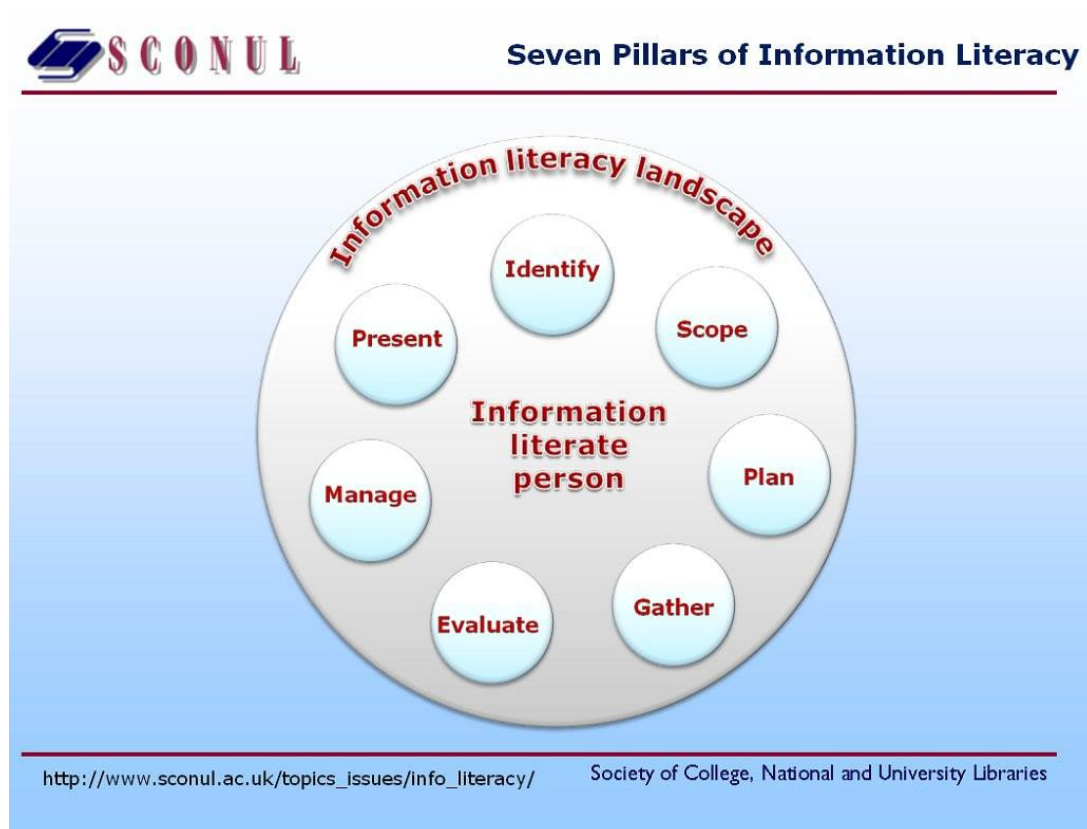 SCONUL
Seven Pillars of Information Literacy
Information literacy landscape
Identify
Scope
Plan
Gather
Evaluate
Manage
Present
Information
literate
person
http://www.sconul.ac.uk/topics_issues/info_literacy/
Society of College, National and University Libraries